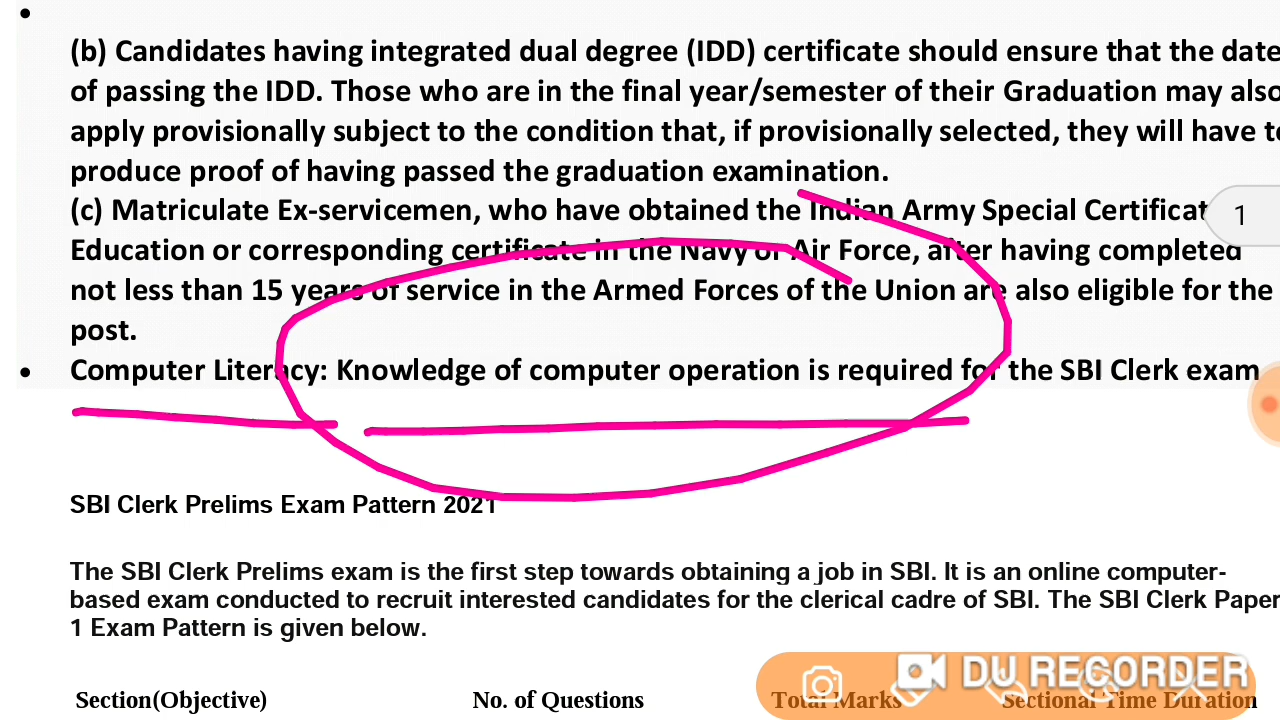 (b) Candidates having integrated dual degree (IDD) certificate should ensure that the date
of passing the IDD. Those who are in the final year/semester of their Graduation may also
apply provisionally subject to the condition that, if provisionally selected, they will have to
produce proof of having passed the graduation examination.
(c) Matriculate Ex-servicemen, who have obtained the Indian Army Special Certificat
1
Education or corresponding certificate in the Navy or Air Force, after having completed
not less than 15 years of service in the Armed Forces of the Union are also eligible for the
post.
• Computer Literacy: Knowledge of computer operation is required for the SBI Clerk exam
SBI Clerk Prelims Exam Pattern 2021
The SBI Clerk Prelims exam is the first step towards obtaining a job in SBI. It is an online computer-
based exam conducted to recruit interested candidates for the clerical cadre of SBI. The SBI Clerk Paper
1 Exam Pattern is given below.
DU RECORDER
Section(Objective) No. of Questions Total Marks Sectional Time Duration